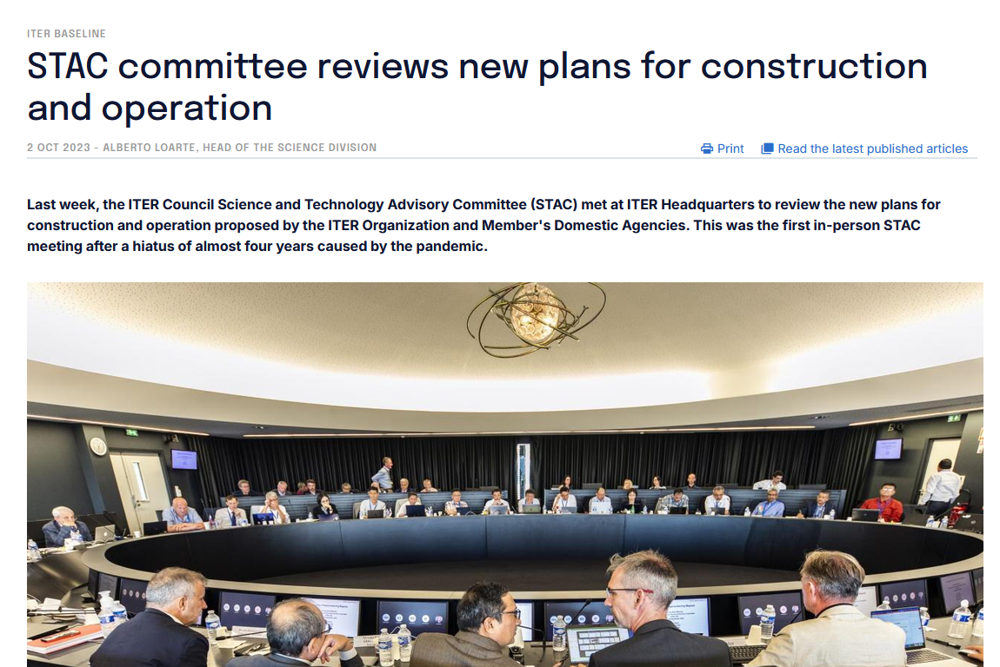 ITER BASELINE
STAC committee reviews new plans for construction
and operation
2 OCT 2023 - ALBERTO LOARTE, HEAD OF THE SCIENCE DIVISION
Print
Read the latest published articles
Last week, the ITER Council Science and Technology Advisory Committee (STAC) met at ITER Headquarters to review the new plans for
construction and operation proposed by the ITER Organization and Member's Domestic Agencies. This was the first in-person STAC
meeting after a hiatus of almost four years caused by the pandemic.